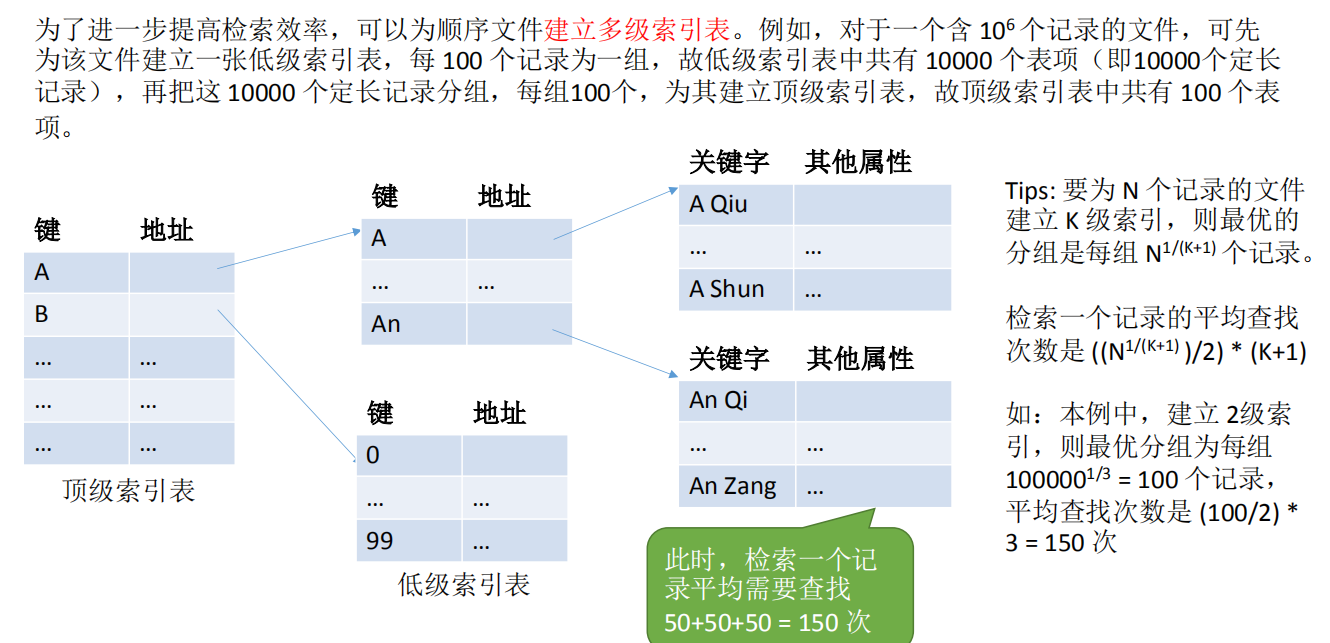 为了进一步提高检索效率，可以为顺序文件建立多级索引表。例如，对于一个含 10⁶ 个记录的文件，可先
为该文件建立一张低级索引表，每 100 个记录为一组，故低级索引表中共有 10000 个表项（即10000个定长
记录），再把这 10000 个定长记录分组，每组100个，为其建立顶级索引表，故顶级索引表中共有 100 个表
项。
键 地址
A
B
... ...
... ...
... ...
顶级索引表
键 地址
A
... ...
An
键 地址
0
... ...
99 ...
低级索引表
关键字 其他属性
A Qiu
... ...
A Shun ...
关键字 其他属性
An Qi
... ...
An Zang ...
此时，检索一个记
录平均需要查找
50+50+50 = 150 次
Tips: 要为 N 个记录的文件
建立 K 级索引，则最优的
分组是每组 N^1/(K+1) 个记录。
检索一个记录的平均查找
次数是 ((N^1/(K+1) )/2) * (K+1)
如：本例中，建立 2级索
引，则最优分组为每组
100000^1/3 = 100 个记录，
平均查找次数是 (100/2) *
3 = 150 次